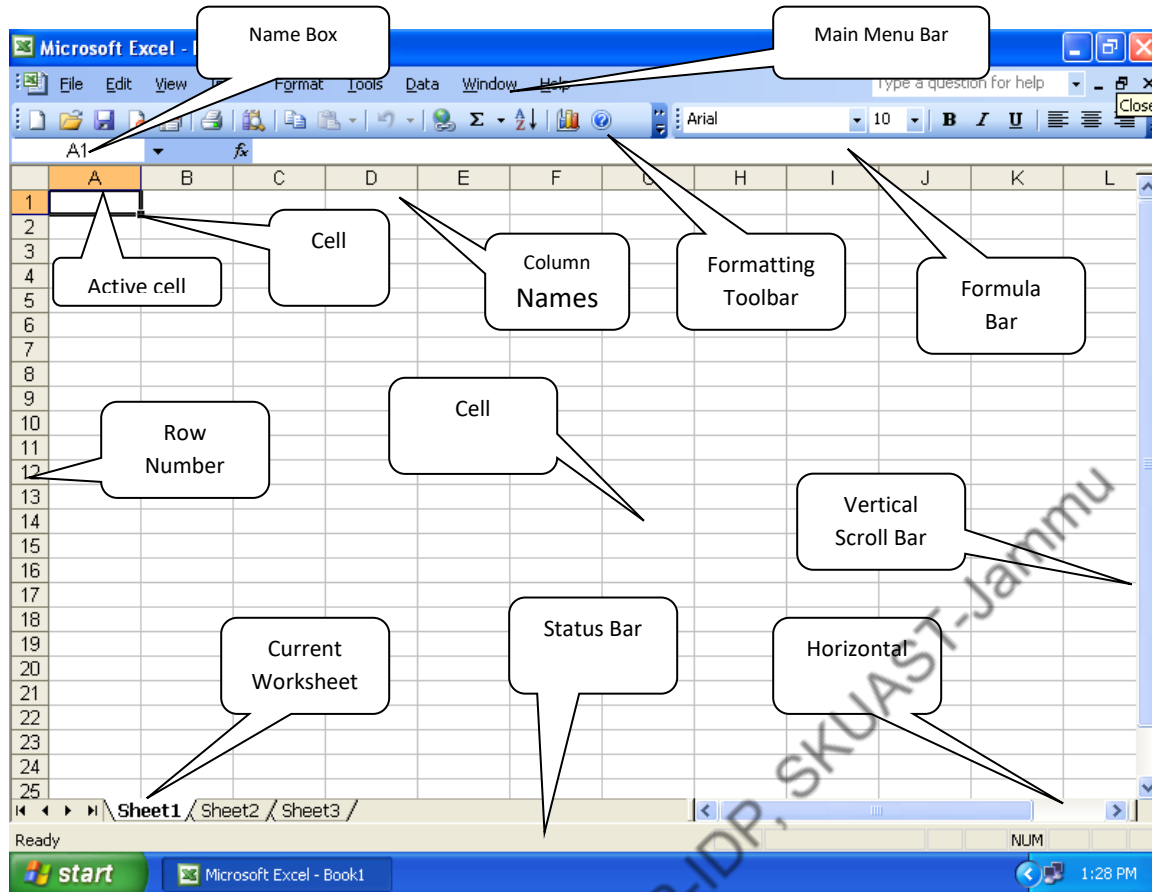 Microsoft Excel -
Name Box
Main Menu Bar
File Edit View Format Tools Data Window Help
Type a question for help
Close
Arial 10 B I U
A1 fx
A B C D E F G H I J K L
1
2
3
4
5
6
7
8
9
10
11
12
13
14
15
16
17
18
19
20
21
22
23
24
25
Cell
Active cell
Column
Names
Formatting
Toolbar
Formula
Bar
Cell
Row
Number
Vertical
Scroll Bar
Status Bar
Current
Worksheet
Horizontal
Sheet1 Sheet2 Sheet3
Ready
NUM
start
Microsoft Excel - Book1
1:28 PM
-IDP, SKUAST-Jammu